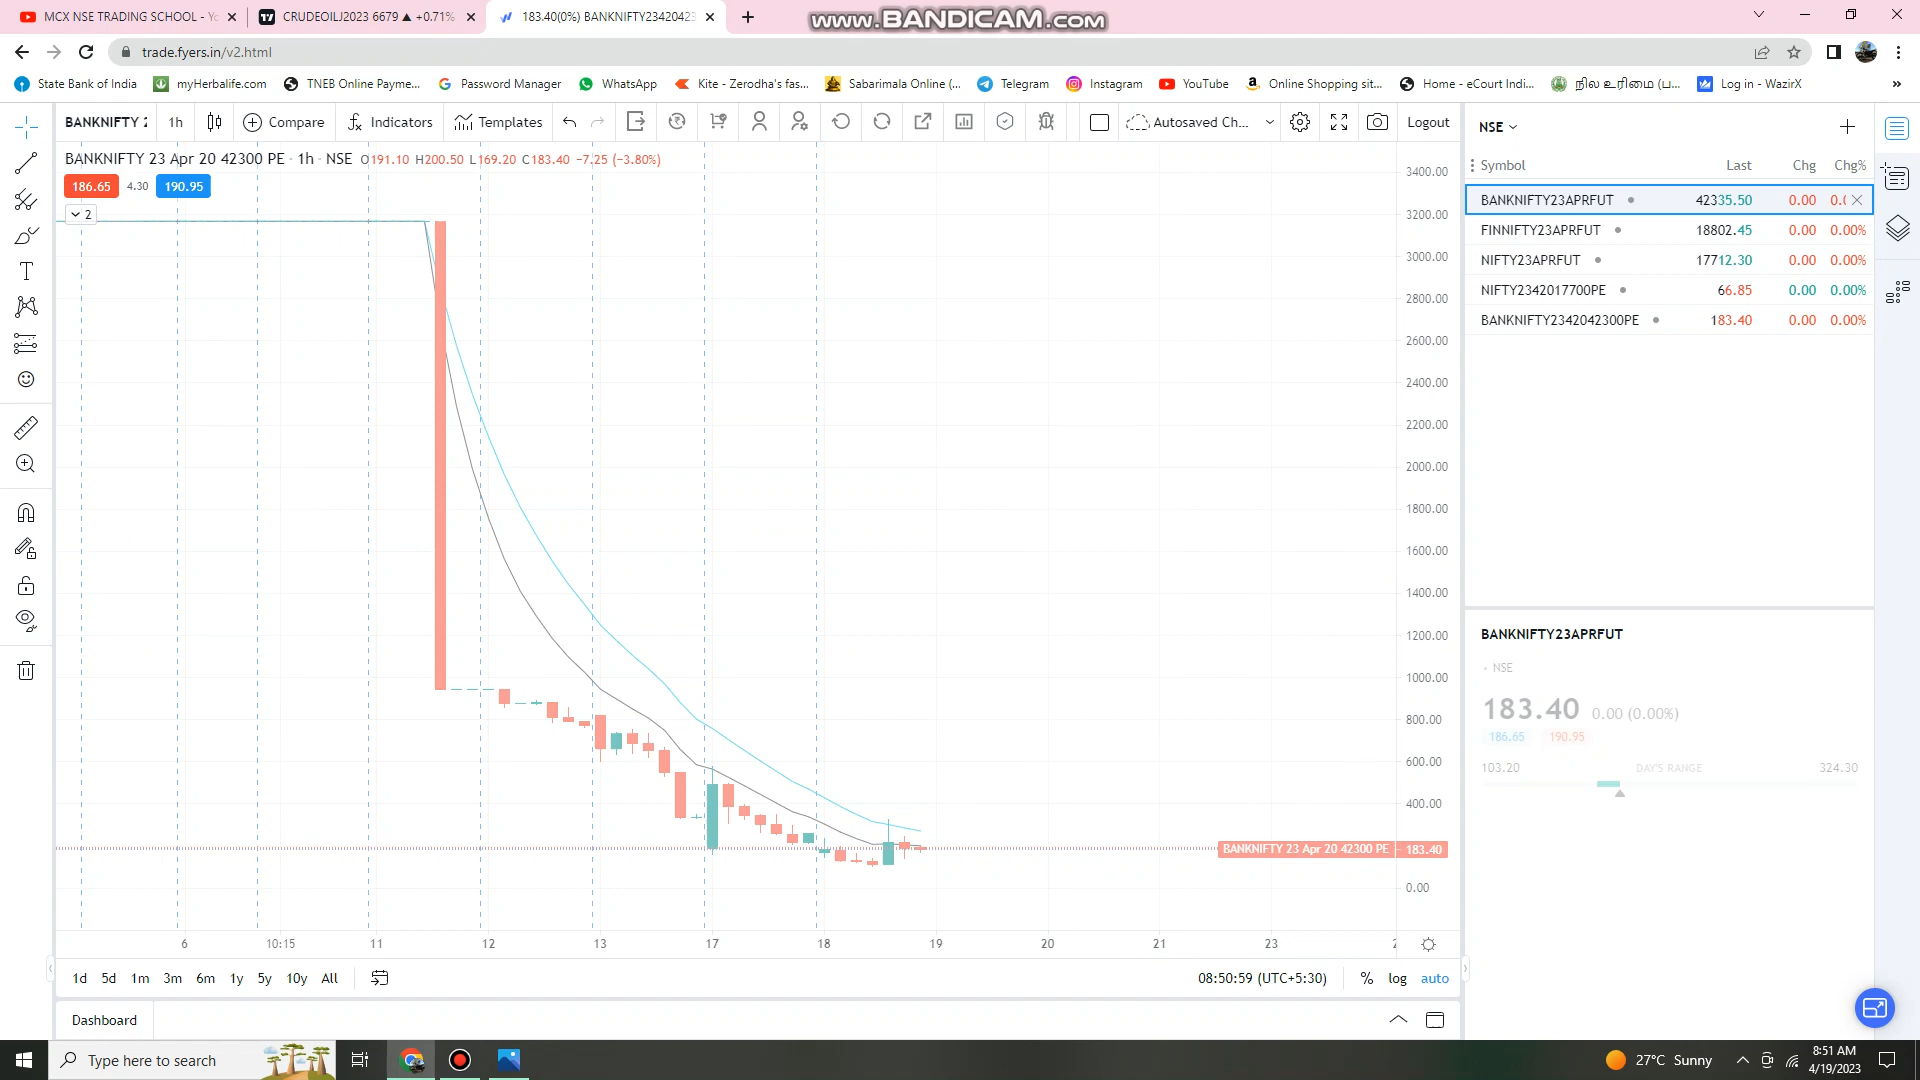 MCX NSE TRADING SCHOOL - Yo
CRUDEOILJ2023 6679 ▲ +0.71%
183.40(0%) BANKNIFTY23420423
www.BANDICAM.com
trade.fyers.in/v2.html
State Bank of India
myHerbalife.com
TNEB Online Payme...
Password Manager
WhatsApp
Kite - Zerodha's fas...
Sabarimala Online (...
Telegram
Instagram
YouTube
Online Shopping sit...
Home - eCourt Indi...
நில உரிமை (ப...
Log in - WazirX
»
BANKNIFTY 2
1h
Compare
Indicators
Templates
Autosaved Ch...
Logout
BANKNIFTY 23 Apr 20 42300 PE · 1h · NSE O191.10 H200.50 L169.20 C183.40 −7.25 (−3.80%)
186.65 4.30 190.95
2
3400.00
3200.00
3000.00
2800.00
2600.00
2400.00
2200.00
2000.00
1800.00
1600.00
1400.00
1200.00
1000.00
800.00
600.00
400.00
BANKNIFTY 23 Apr 20 42300 PE 183.40
0.00
6 10:15 11 12 13 17 18 19 20 21 23 2
1d 5d 1m 3m 6m 1y 5y 10y All
08:50:59 (UTC+5:30) % log auto
Dashboard
NSE
Symbol Last Chg Chg%
BANKNIFTY23APRFUT 42335.50 0.00 0.(
FINNIFTY23APRFUT 18802.45 0.00 0.00%
NIFTY23APRFUT 17712.30 0.00 0.00%
NIFTY2342017700PE 66.85 0.00 0.00%
BANKNIFTY2342042300PE 183.40 0.00 0.00%
BANKNIFTY23APRFUT
NSE
183.40 0.00 (0.00%)
186.65 190.95
103.20 DAY'S RANGE 324.30
Type here to search
27°C Sunny
8:51 AM
4/19/2023